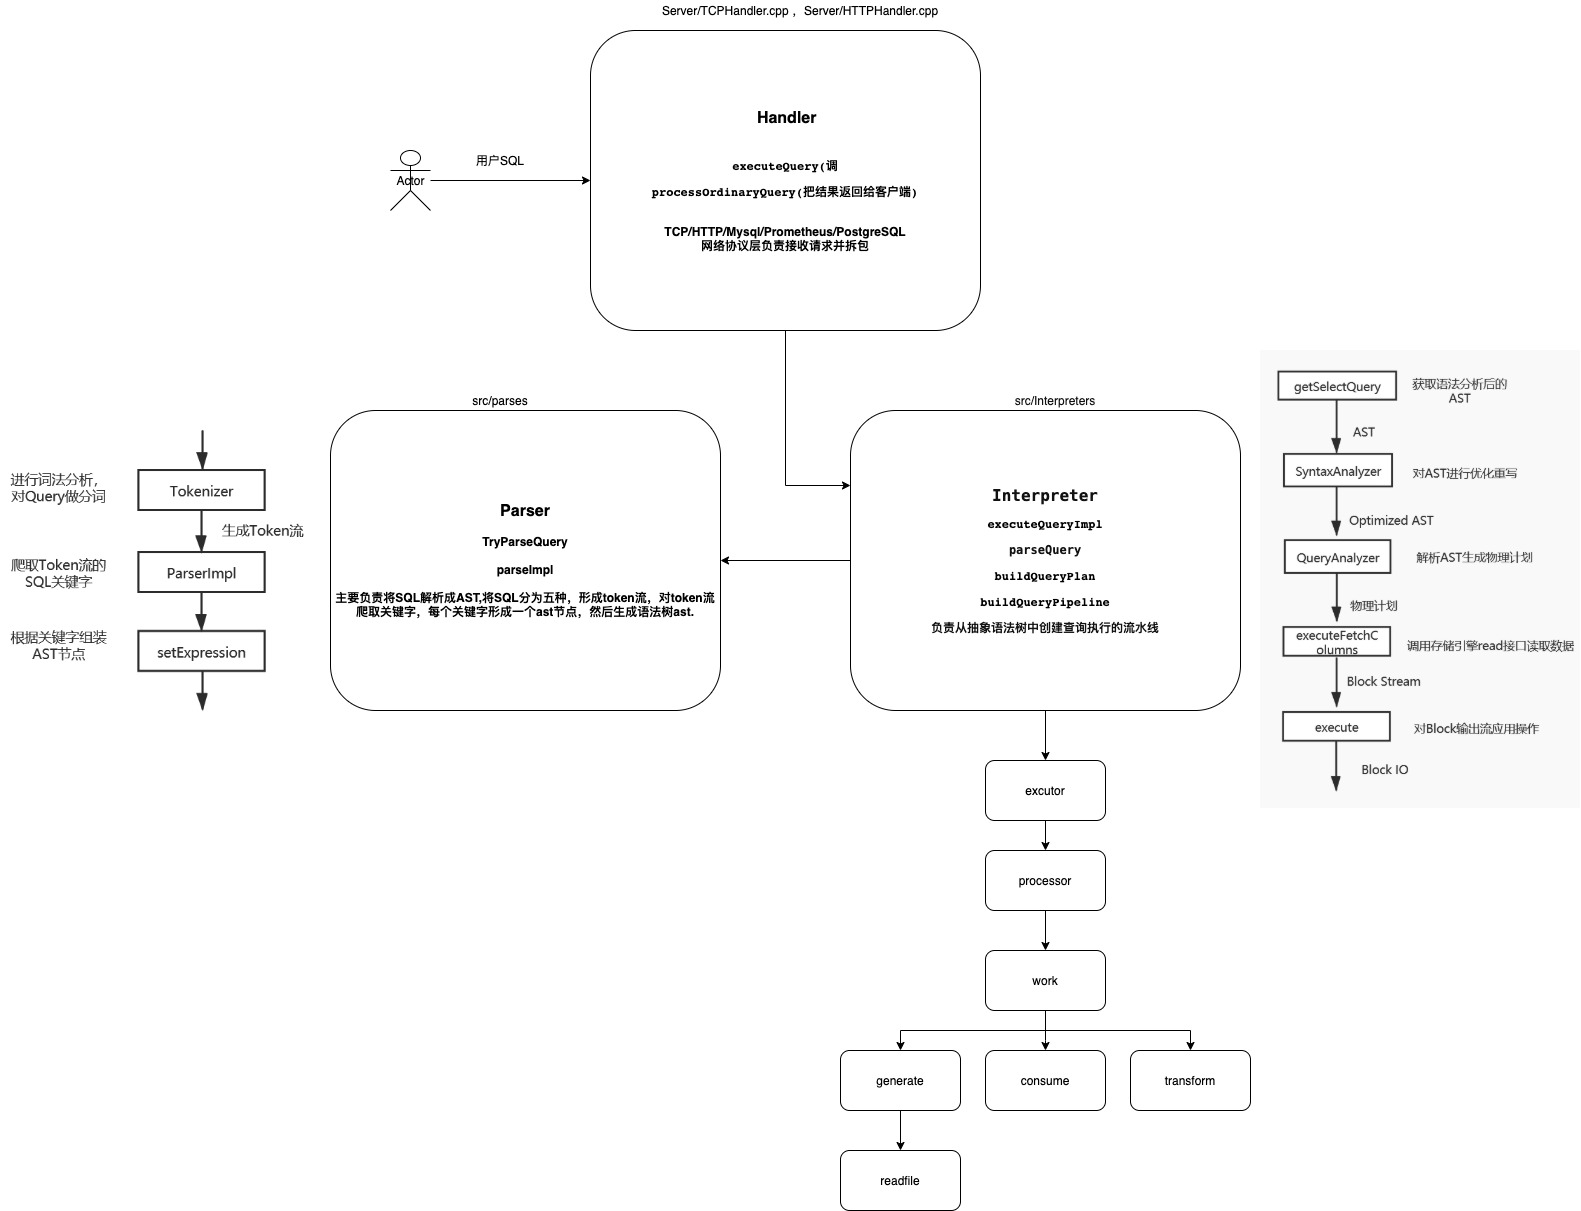 Server/TCPHandler.cpp ，Server/HTTPHandler.cpp
Handler
executeQuery(调
processOrdinaryQuery(把结果返回给客户端)
TCP/HTTP/Mysql/Prometheus/PostgreSQL
网络协议层负责接收请求并拆包
用户SQL
Actor
src/parses
Parser
TryParseQuery
parseImpl
主要负责将SQL解析成AST,将SQL分为五种，形成token流，对token流
爬取关键字，每个关键字形成一个ast节点，然后生成语法树ast.
进行词法分析，
对Query做分词
Tokenizer
生成Token流
爬取Token流的
SQL关键字
ParserImpl
根据关键字组装
AST节点
setExpression
src/Interpreters
Interpreter
executeQueryImpl
parseQuery
buildQueryPlan
buildQueryPipeline
负责从抽象语法树中创建查询执行的流水线
getSelectQuery
获取语法分析后的
AST
AST
SyntaxAnalyzer
对AST进行优化重写
Optimized AST
QueryAnalyzer
解析AST生成物理计划
物理计划
executeFetchC
olumns
调用存储引擎read接口读取数据
Block Stream
execute
对Block输出流应用操作
Block IO
excutor
processor
work
generate
consume
transform
readfile